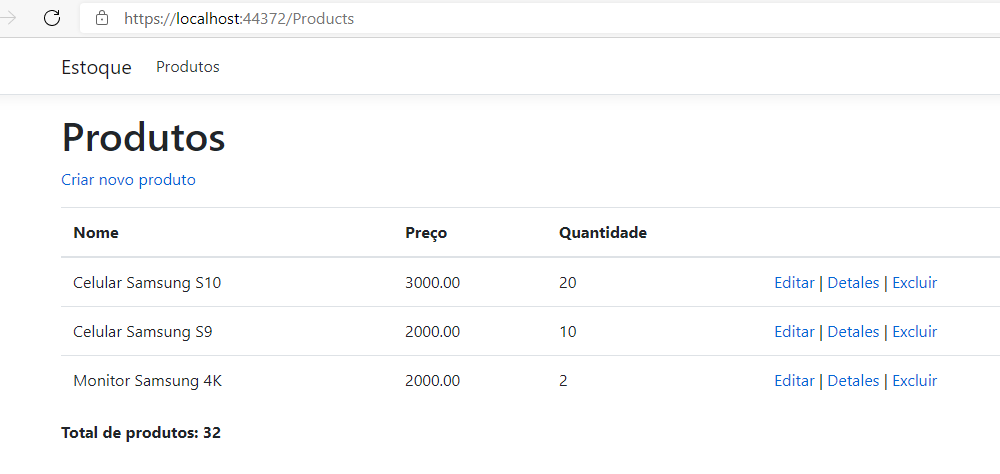 https://localhost:44372/Products
Estoque Produtos
Produtos
Criar novo produto
Nome Preço Quantidade
Celular Samsung S10 3000.00 20 Editar | Detales | Excluir
Celular Samsung S9 2000.00 10 Editar | Detales | Excluir
Monitor Samsung 4K 2000.00 2 Editar | Detales | Excluir
Total de produtos: 32